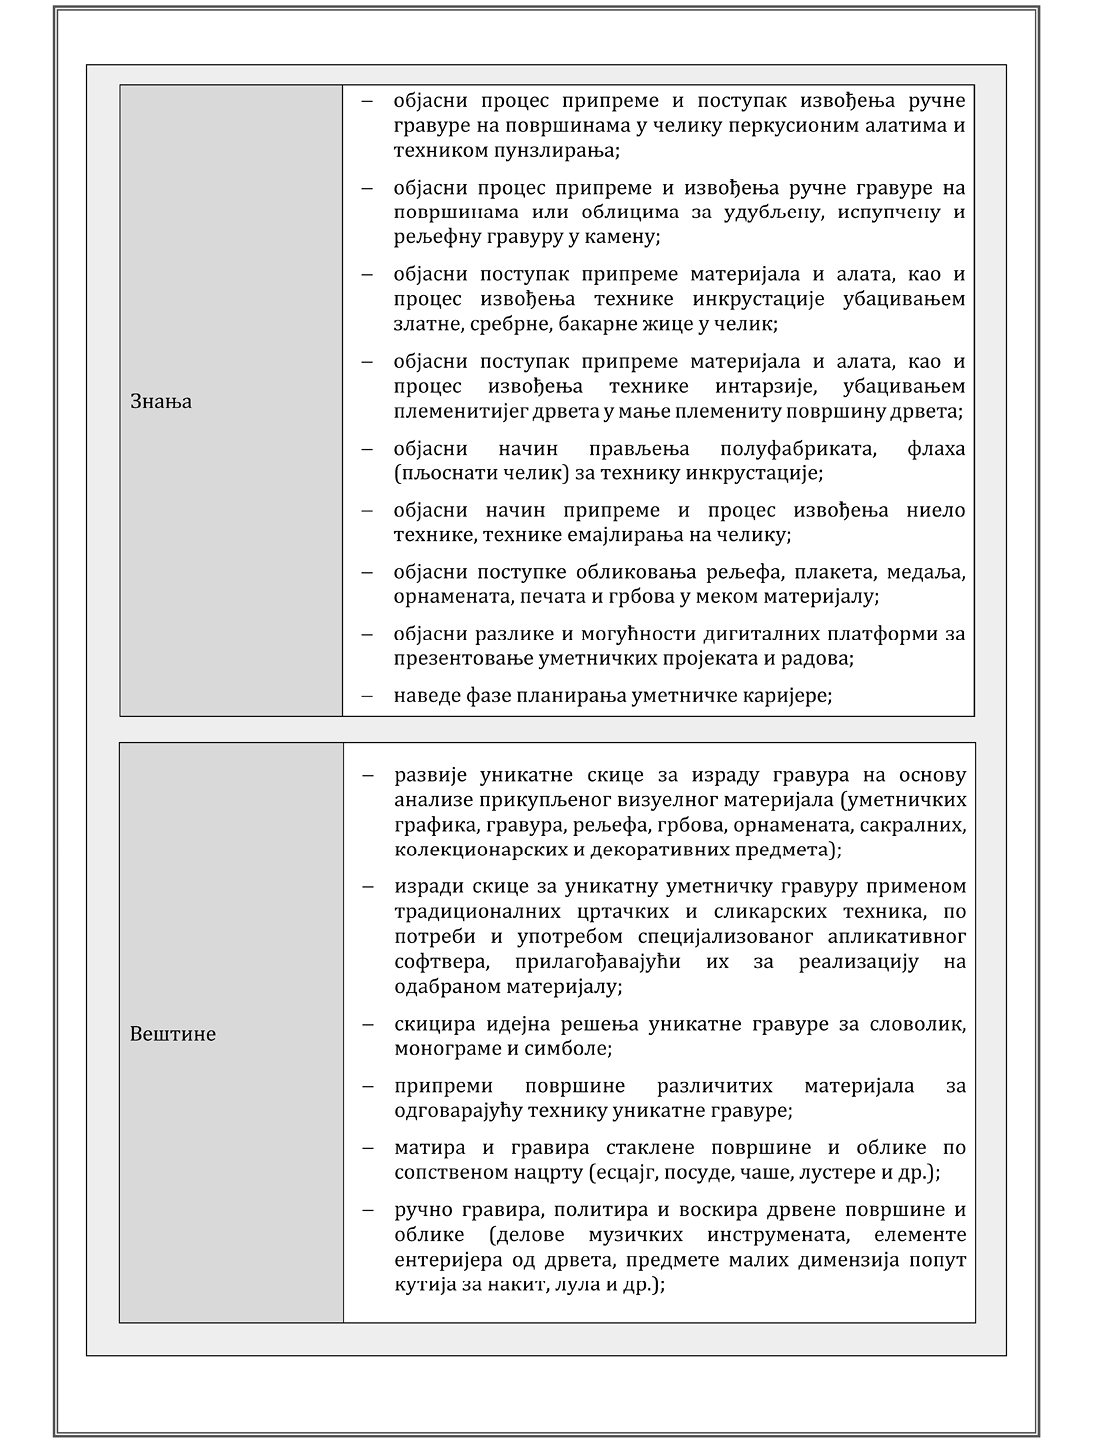 – објасни процес припреме и поступак извођења ручне
гравуре на површинама у челику перкусионим алатима и
техником пунзлирања;
– објасни процес припреме и извођења ручне гравуре на
површинама или облицима за удубљену, испупчену и
рељефну гравуру у камену;
– објасни поступак припреме материјала и алата, као и
процес извођења технике инкрустације убацивањем
златне, сребрне, бакарне жице у челик;
– објасни поступак припреме материјала и алата, као и
процес извођења технике интарзије, убацивањем
племенитијег дрвета у мање племениту површину дрвета;
Знања
– објасни начин прављења полуфабриката, флаха
(пљоснати челик) за технику инкрустације;
– објасни начин припреме и процес извођења ниело
технике, технике емајлирања на челику;
– објасни поступке обликовања рељефа, плакета, медаља,
орнамената, печата и грбова у меком материјалу;
– објасни разлике и могућности дигиталних платформи за
презентовање уметничких пројеката и радова;
– наведе фазе планирања уметничке каријере;
– развије уникатне скице за израду гравура на основу
анализе прикупљеног визуелног материјала (уметничких
графика, гравура, рељефа, грбова, орнамената, сакралних,
колекционарских и декоративних предмета);
– изради скице за уникатну уметничку гравуру применом
традиционалних цртачких и сликарских техника, по
потреби и употребом специјализованог апликативног
софтвера, прилагођавајући их за реализацију на
одабраном материјалу;
Вештине
– скицира идејна решења уникатне гравуре за словолик,
монограме и симболе;
– припреми површине различитих материјала за
одговарајућу технику уникатне гравуре;
– матира и гравира стаклене површине и облике по
сопственом нацрту (есцајг, посуде, чаше, лустере и др.);
– ручно гравира, политира и воскира дрвене површине и
облике (делове музичких инструмената, елементе
ентеријера од дрвета, предмете малих димензија попут
кутија за накит, лула и др.);